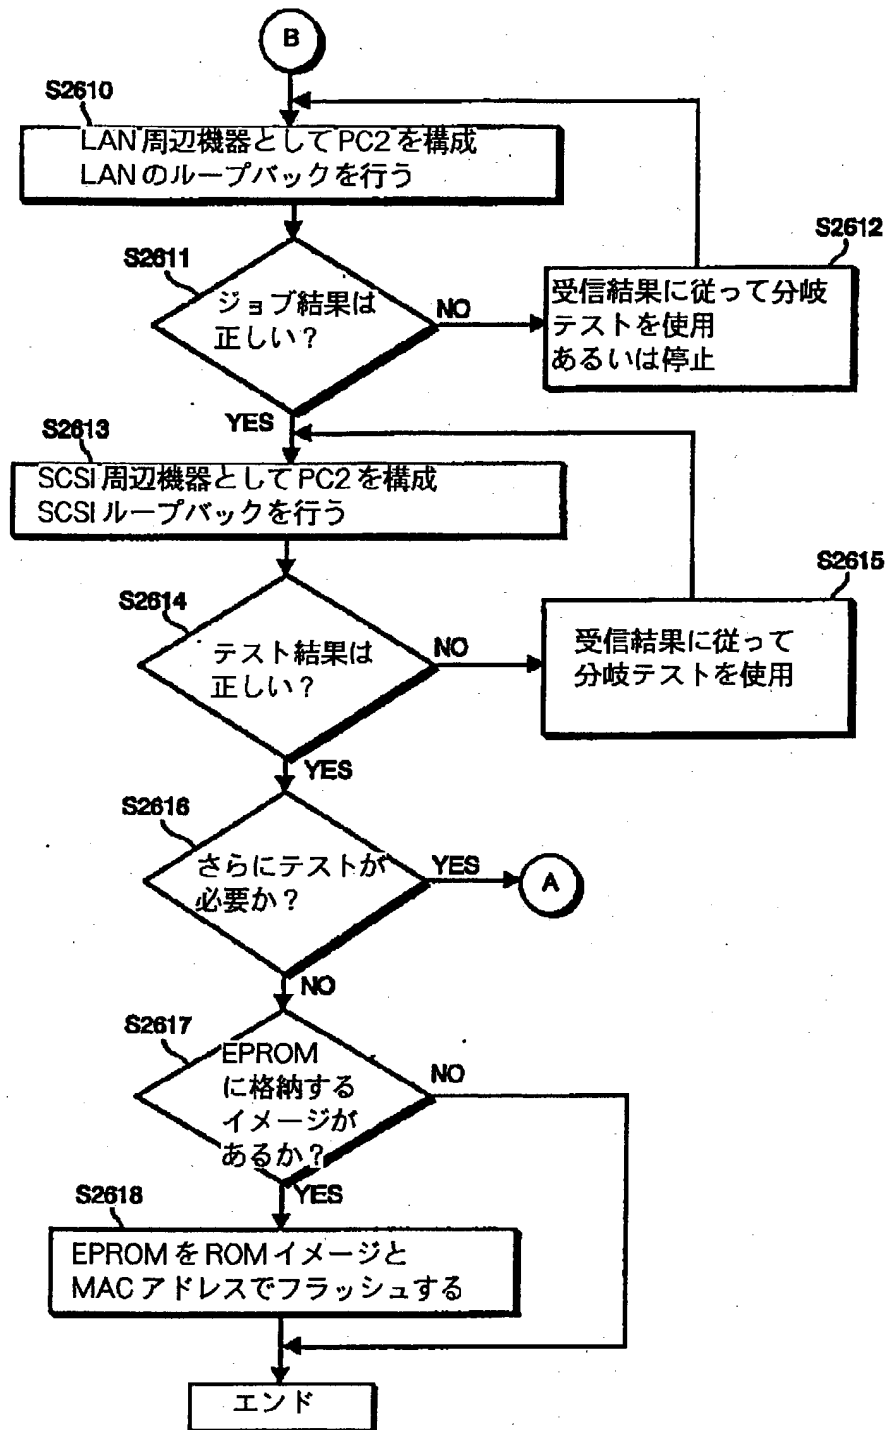 B
S2610
LAN周辺機器としてPC2を構成
LANのループバックを行う
S2611
ジョブ結果は
正しい？
NO
S2612
受信結果に従って分岐
テストを使用
あるいは停止
YES
S2613
SCSI周辺機器としてPC2を構成
SCSIループバックを行う
S2614
テスト結果は
正しい？
NO
S2615
受信結果に従って
分岐テストを使用
YES
S2616
さらにテストが
必要か？
YES
A
NO
S2617
EPROM
に格納する
イメージが
あるか？
NO
YES
S2618
EPROMをROMイメージと
MACアドレスでフラッシュする
エンド